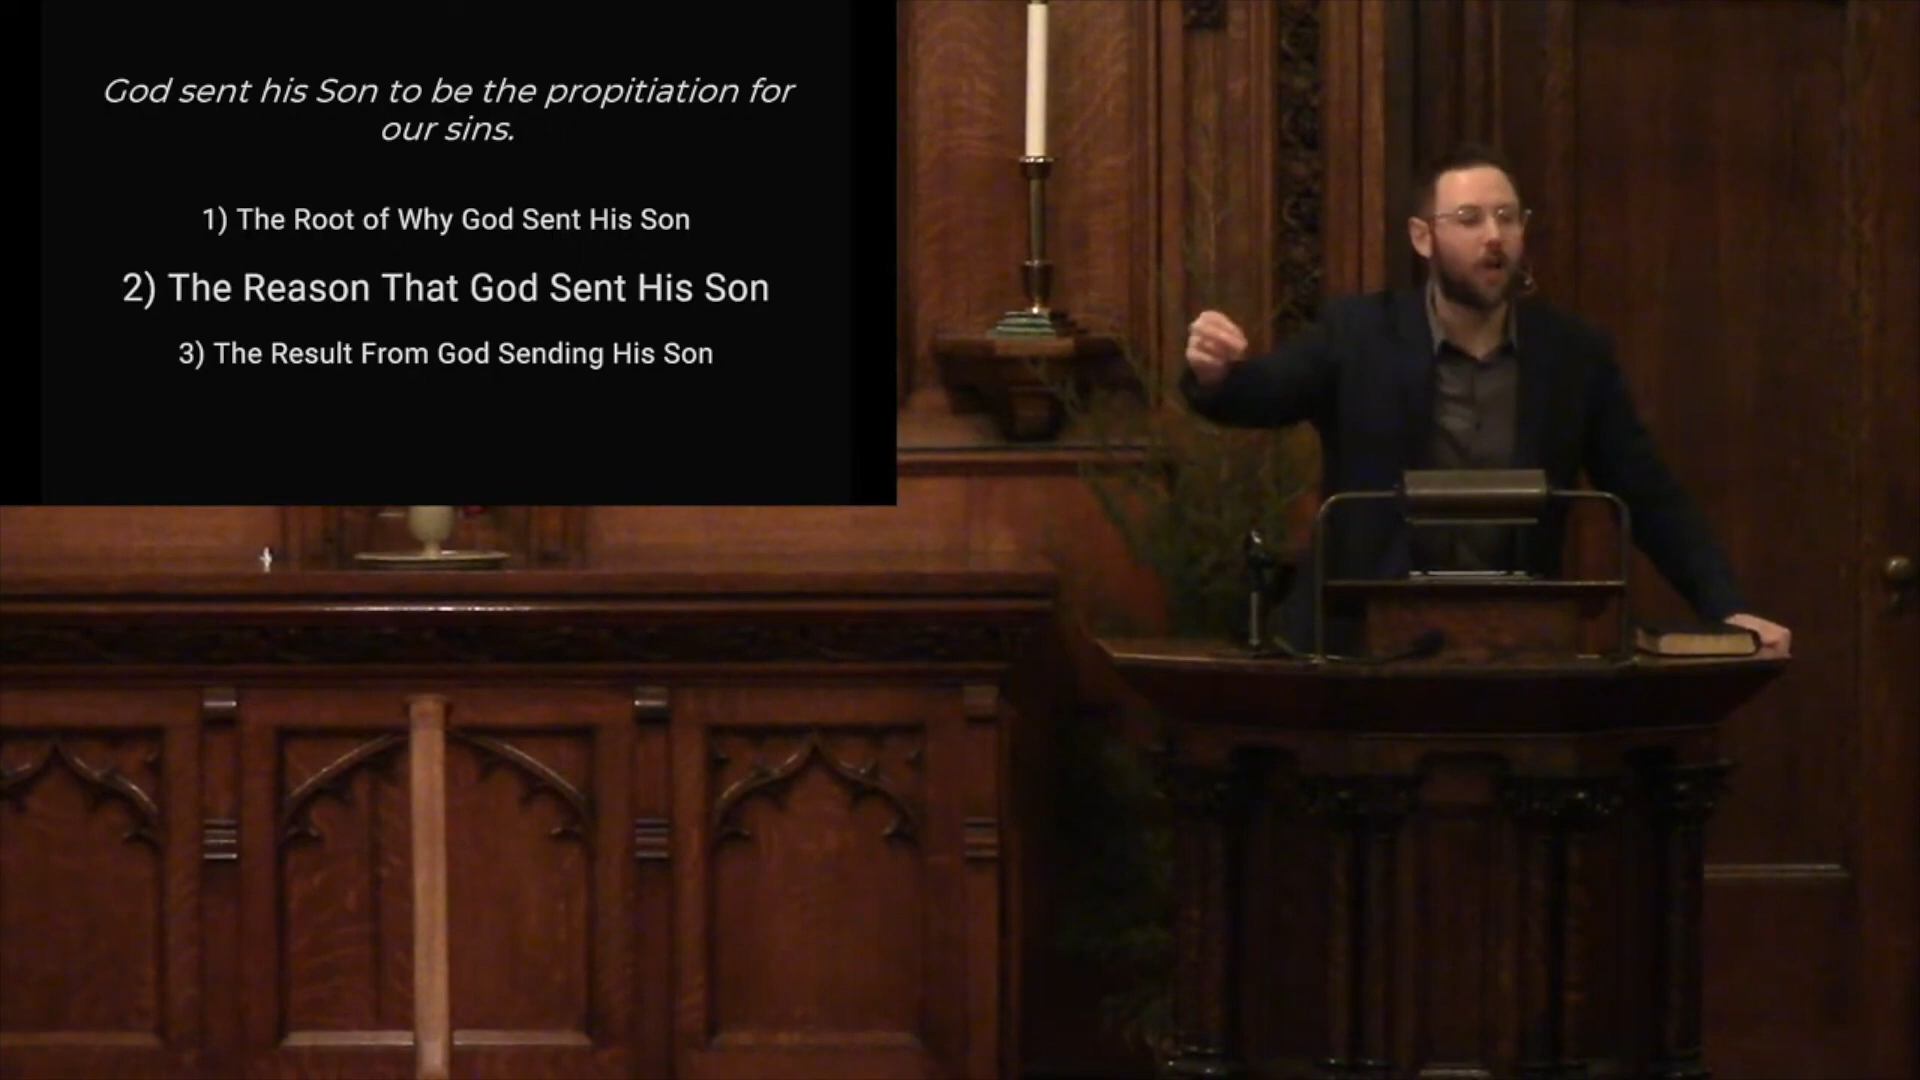 God sent his Son to be the propitiation for
our sins.
1) The Root of Why God Sent His Son
2) The Reason That God Sent His Son
3) The Result From God Sending His Son